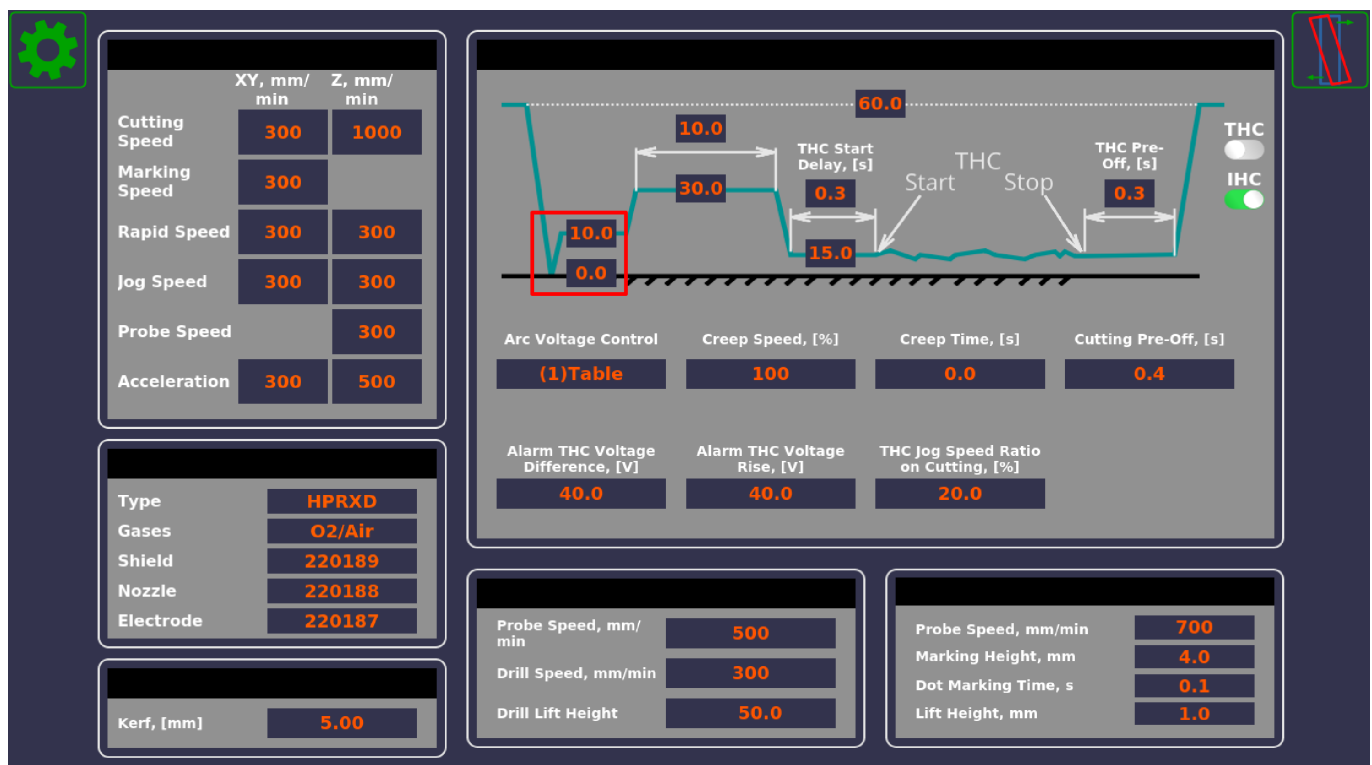 XY, mm/
min
Z, mm/
min
Cutting
Speed
300
1000
Marking
Speed
300
Rapid Speed
300
300
Jog Speed
300
300
Probe Speed
300
Acceleration
300
500
Type
HPRXD
Gases
O2/Air
Shield
220189
Nozzle
220188
Electrode
220187
Kerf, [mm]
5.00
60.0
10.0
30.0
10.0
0.0
THC Start
Delay, [s]
0.3
15.0
THC
Start
Stop
THC Pre-
Off, [s]
0.3
THC
IHC
Arc Voltage Control
(1)Table
Creep Speed, [%]
100
Creep Time, [s]
0.0
Cutting Pre-Off, [s]
0.4
Alarm THC Voltage
Difference, [V]
40.0
Alarm THC Voltage
Rise, [V]
40.0
THC Jog Speed Ratio
on Cutting, [%]
20.0
Probe Speed, mm/
min
500
Drill Speed, mm/min
300
Drill Lift Height
50.0
Probe Speed, mm/min
700
Marking Height, mm
4.0
Dot Marking Time, s
0.1
Lift Height, mm
1.0